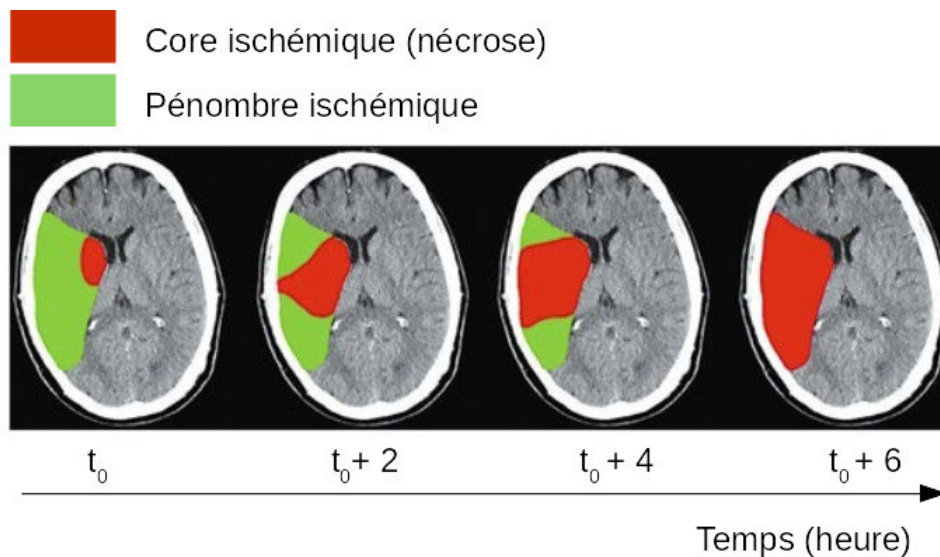 Core ischémique (nécrose)
Pénombre ischémique
t0 t0+ 2 t0+ 4 t0+ 6
Temps (heure)